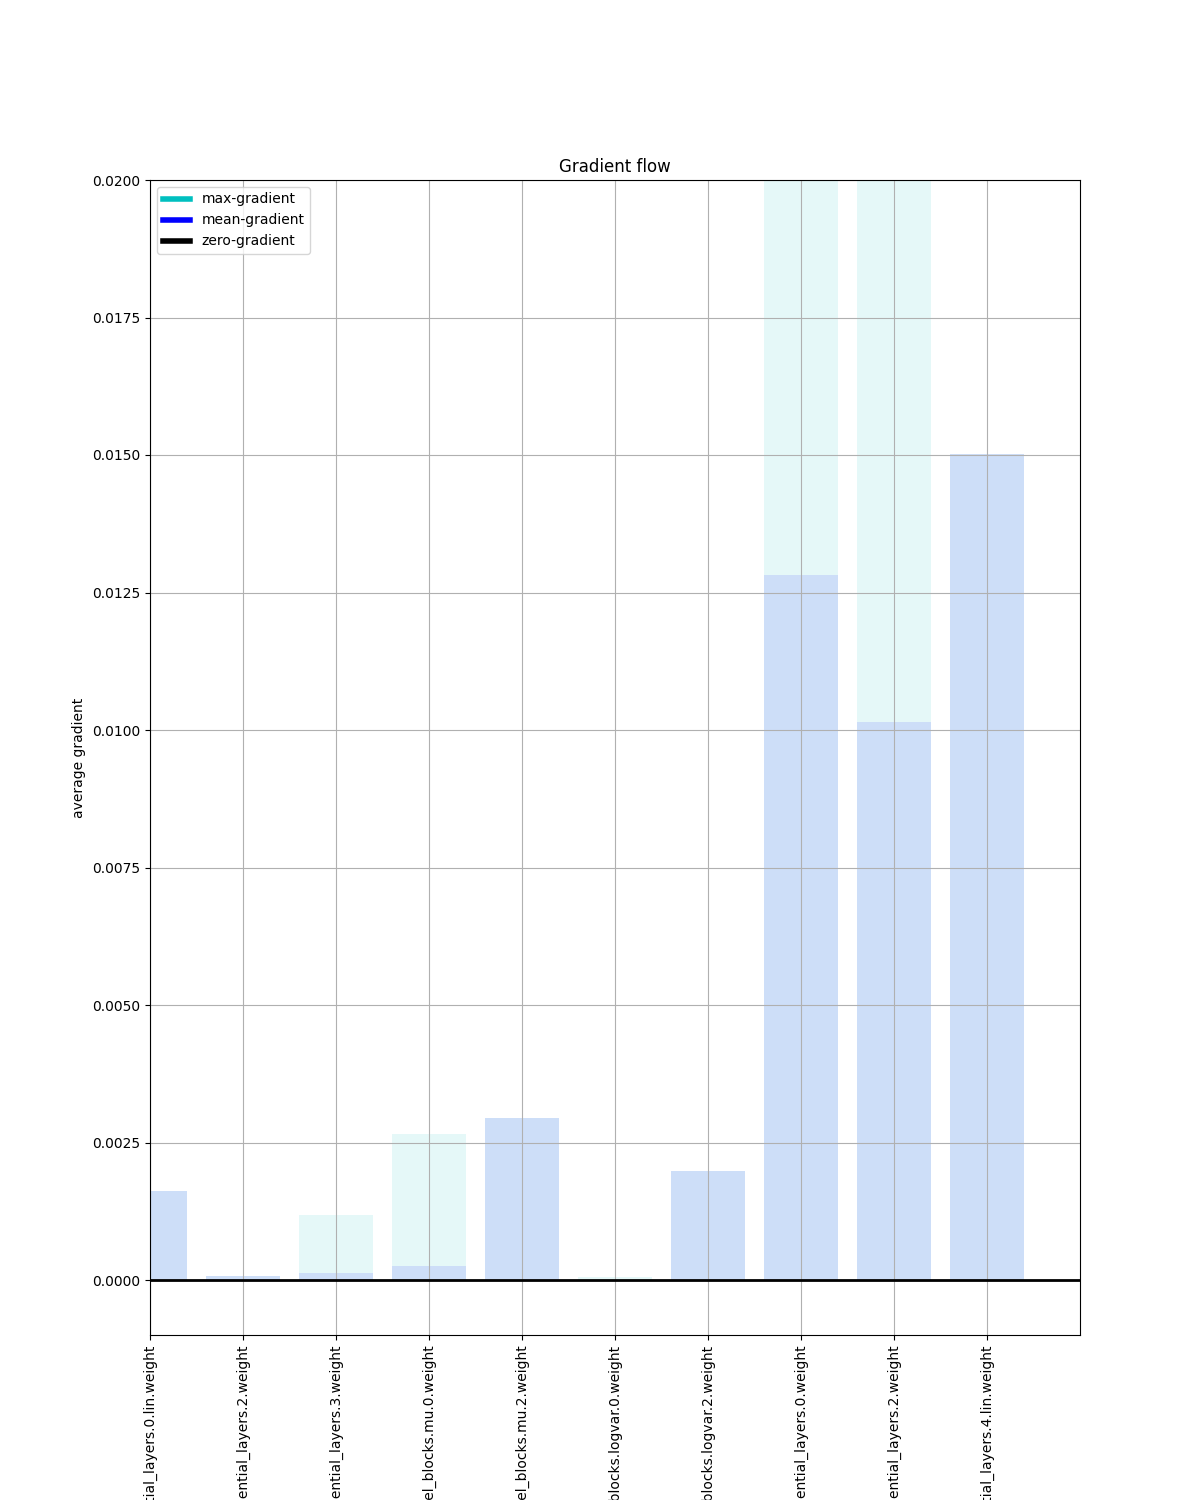 Gradient flow
max-gradient
mean-gradient
zero-gradient
0.0200
0.0175
0.0150
0.0125
0.0100
0.0075
0.0050
0.0025
0.0000
average gradient
tial_layers.0.lin.weight
ential_layers.2.weight
ential_layers.3.weight
el_blocks.mu.0.weight
el_blocks.mu.2.weight
blocks.logvar.0.weight
blocks.logvar.2.weight
ential_layers.0.weight
ential_layers.2.weight
tial_layers.4.lin.weight